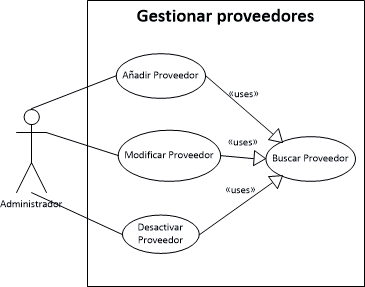 Gestionar proveedores
Añadir Proveedor
«uses»
Modificar Proveedor
«uses»
Buscar Proveedor
«uses»
Administrador
Desactivar
Proveedor